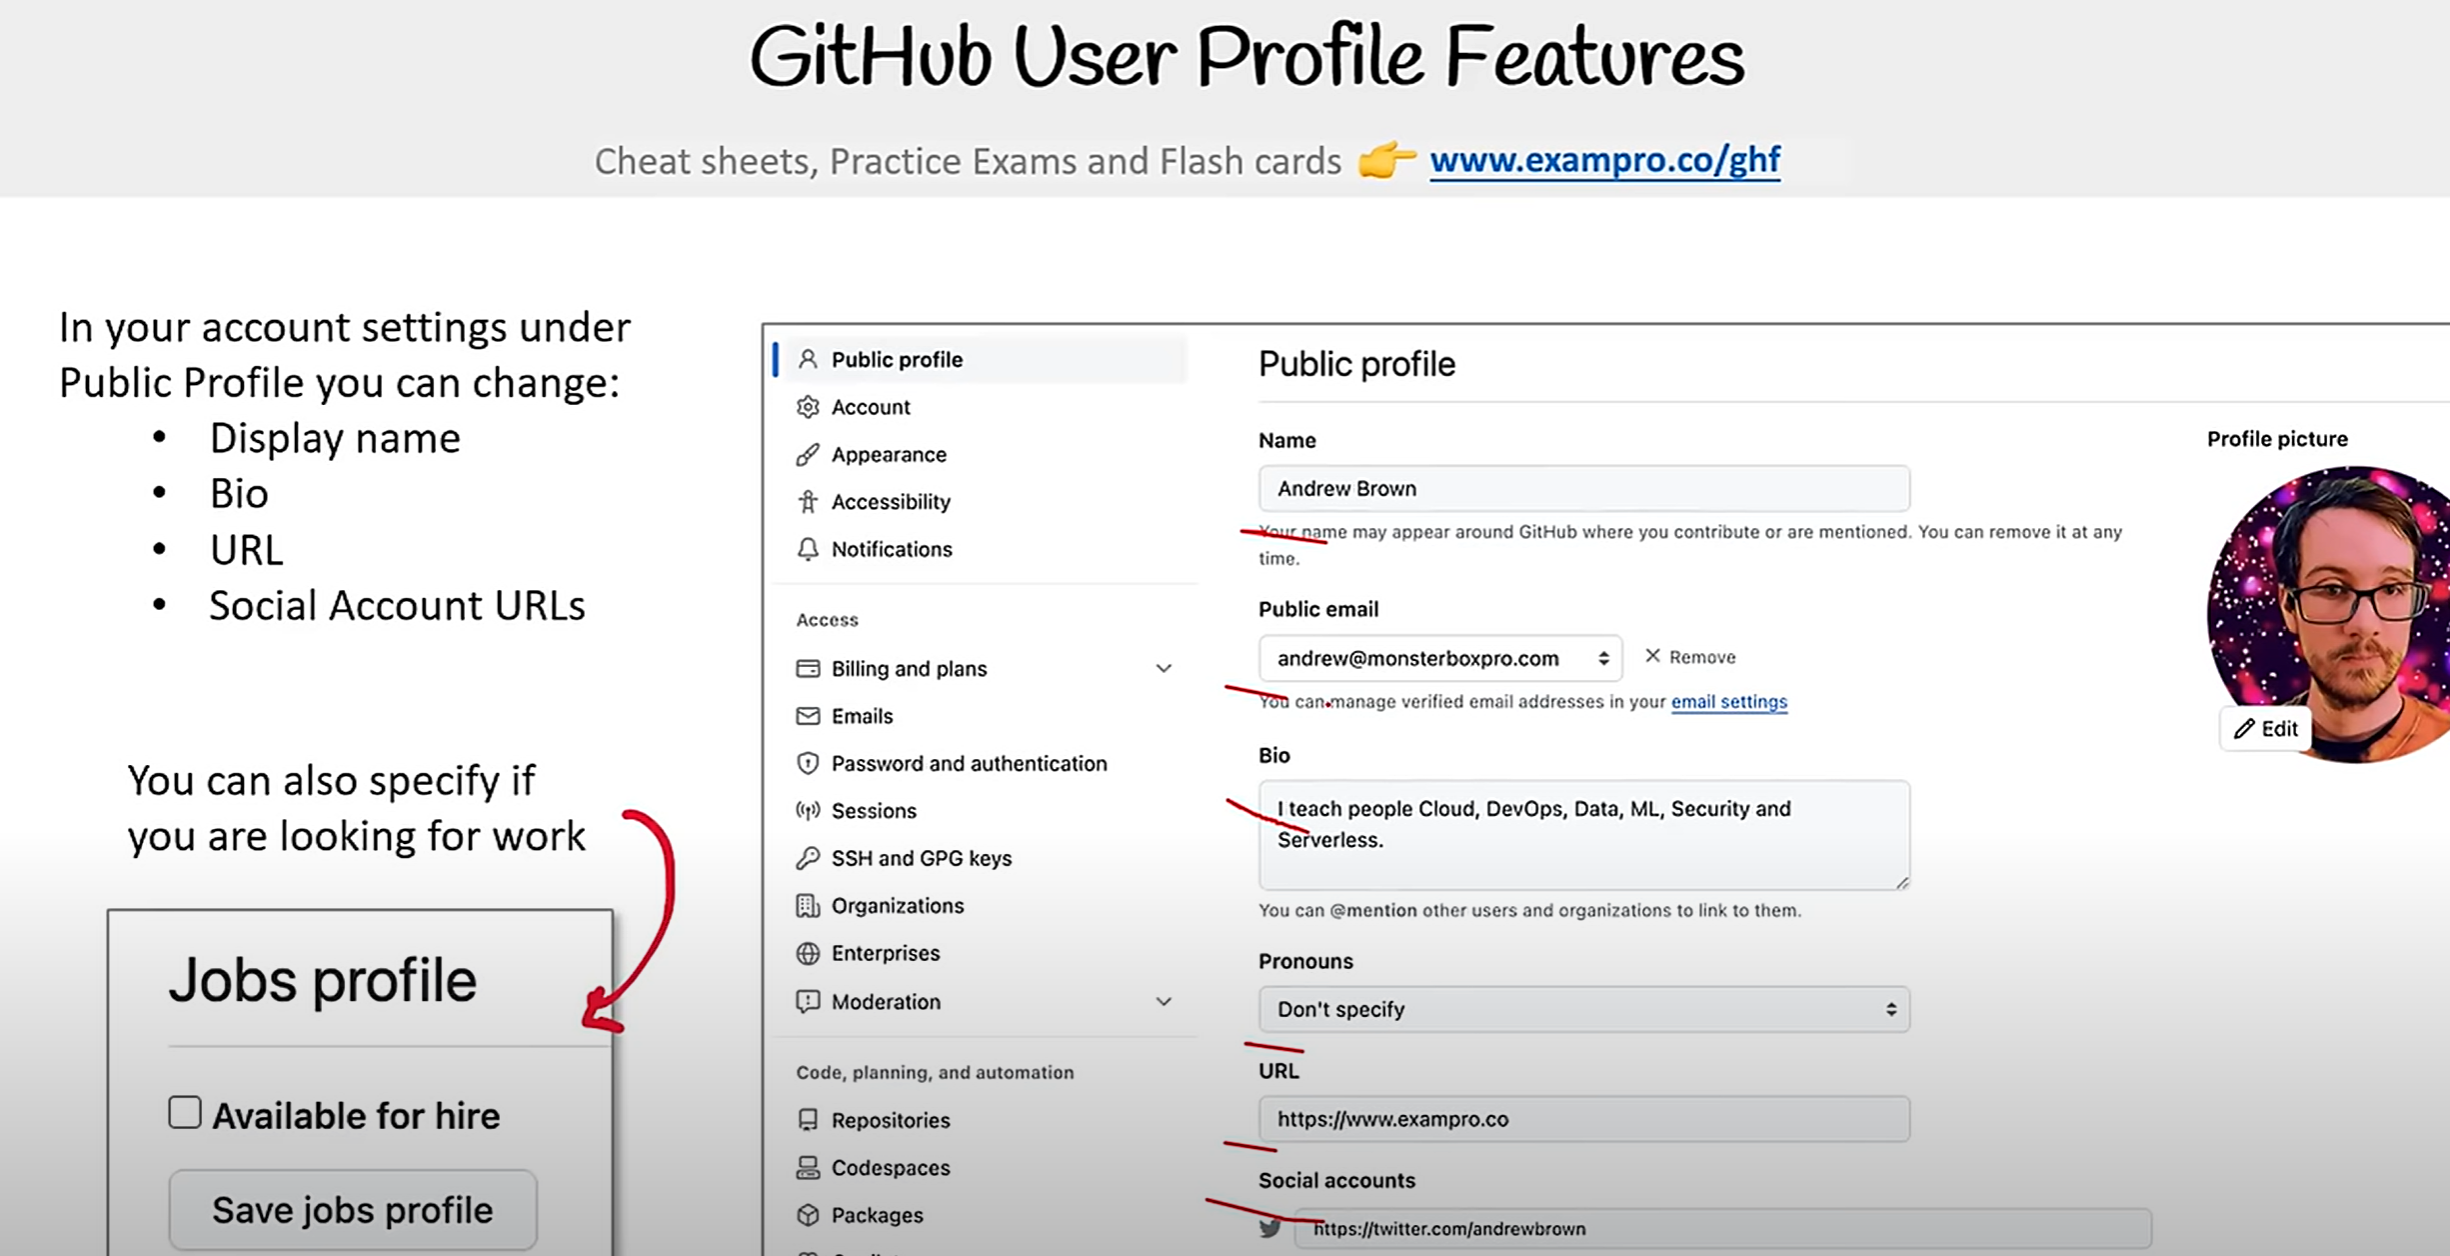 GitHub User Profile Features
Cheat sheets, Practice Exams and Flash cards 👉 www.exampro.co/ghf
In your account settings under
Public Profile you can change:
• Display name
• Bio
• URL
• Social Account URLs
You can also specify if
you are looking for work
Jobs profile
Available for hire
Save jobs profile
Public profile
Account
Appearance
Accessibility
Notifications
Access
Billing and plans
Emails
Password and authentication
Sessions
SSH and GPG keys
Organizations
Enterprises
Moderation
Code, planning, and automation
Repositories
Codespaces
Packages
Public profile
Name
Andrew Brown
Your name may appear around GitHub where you contribute or are mentioned. You can remove it at any
time.
Public email
andrew@monsterboxpro.com
Remove
You can manage verified email addresses in your email settings
Bio
I teach people Cloud, DevOps, Data, ML, Security and
Serverless.
You can @mention other users and organizations to link to them.
Pronouns
Don't specify
URL
https://www.exampro.co
Social accounts
https://twitter.com/andrewbrown
Profile picture
Edit